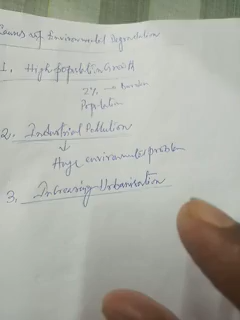 Causes of Environmental Degradation
1. High population Growth
2% → Burden
Population
2. Industrial Pollution
↓
Huge environmental problem
3. Increasing Urbanisation